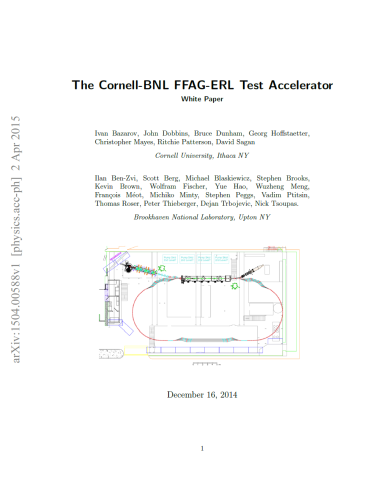 The Cornell-BNL FFAG-ERL Test Accelerator
White Paper
Ivan Bazarov, John Dobbins, Bruce Dunham, Georg Hoffstaetter,
Christopher Mayes, Ritchie Patterson, David Sagan
Cornell University, Ithaca NY
Ilan Ben-Zvi, Scott Berg, Michael Blaskiewicz, Stephen Brooks,
Kevin Brown, Wolfram Fischer, Yue Hao, Wuzheng Meng,
François Méot, Michiko Minty, Stephen Peggs, Vadim Ptitsin,
Thomas Roser, Peter Thieberger, Dejan Trbojevic, Nick Tsoupas.
Brookhaven National Laboratory, Upton NY
December 16, 2014
1
arXiv:1504.00588v1 [physics.acc-ph] 2 Apr 2015